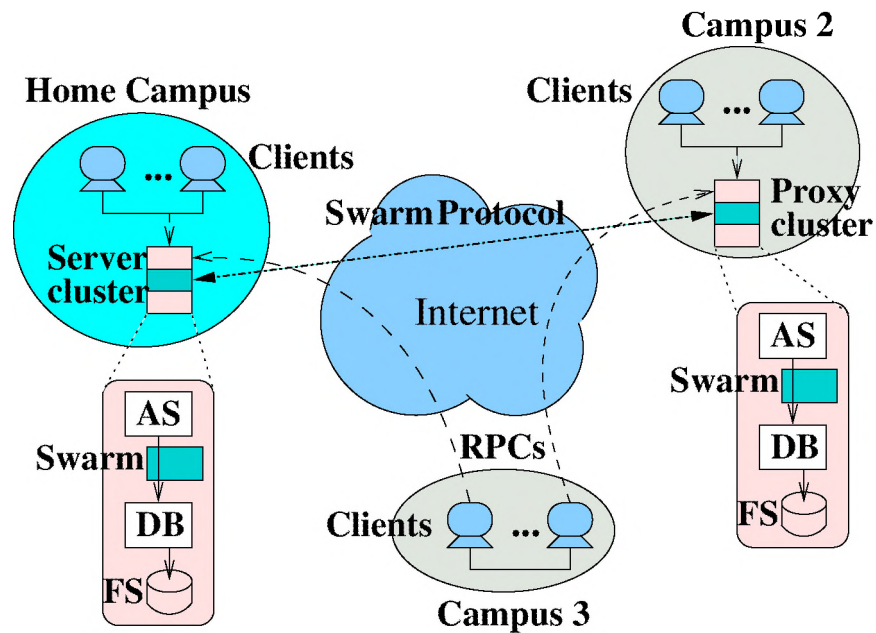 Campus 2
Clients
...
Proxy
cluster
Home Campus
Clients
...
Server
cluster
Swarm Protocol
Internet
AS
Swarm
DB
FS
AS
Swarm
DB
FS
RPCs
Clients
...
Campus 3